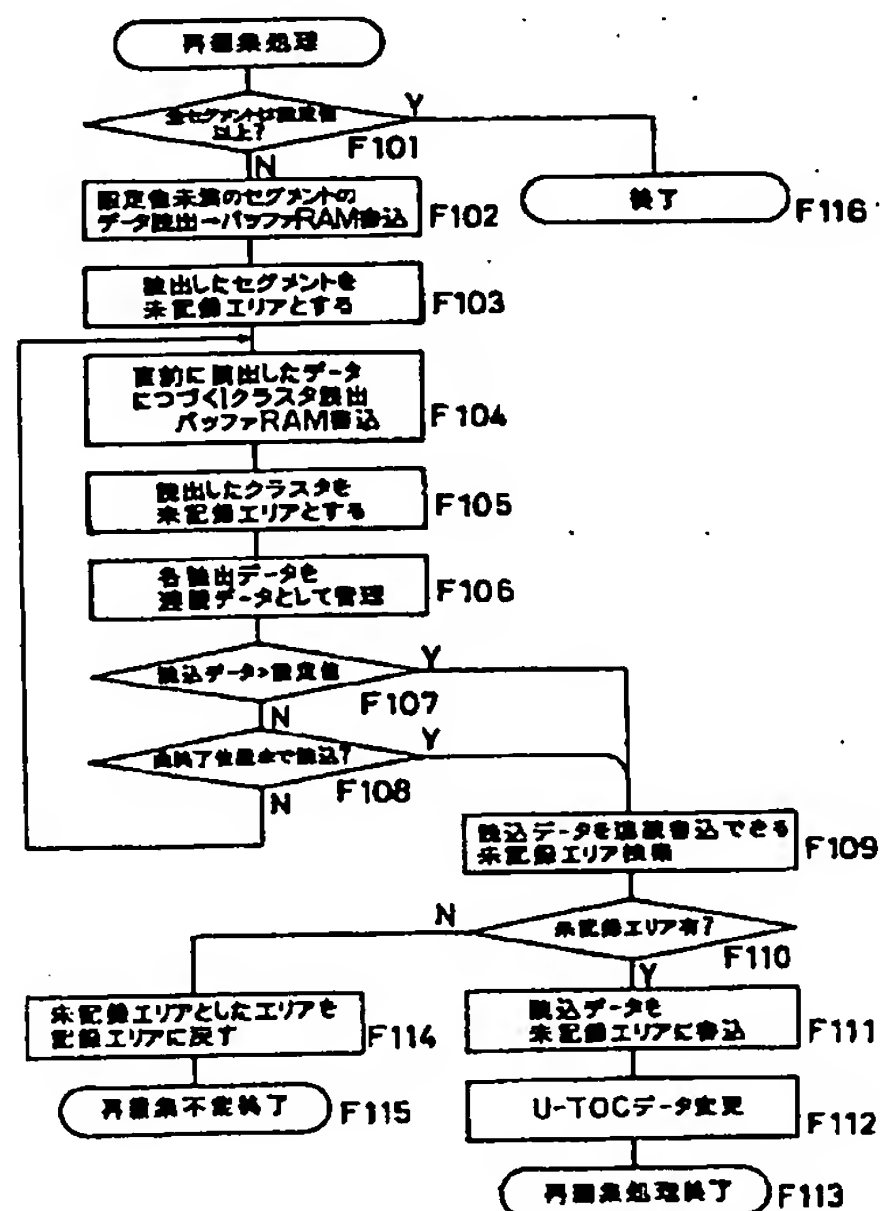 再編集処理
全セグメントは設定値
以上?
Y
F101
N
設定値未満のセグメントの
データ読出→バッファRAM書込
F102
終了
F116
読出したセグメントを
未記録エリアとする
F103
直前に読出したデータ
につづく1クラスタ読出
バッファRAM書込
F104
読出したクラスタを
未記録エリアとする
F105
各読出データを
連続データとして管理
F106
読込データ>設定値
Y
F107
N
曲終了位置まで読込?
Y
F108
N
読込データを連続書込できる
未記録エリア検索
F109
N
未記録エリア有?
F110
Y
未記録エリアとしたエリアを
記録エリアに戻す
F114
読込データを
未記録エリアに書込
F111
再編集不定終了
F115
U-TOCデータ変更
F112
再編集処理終了
F113